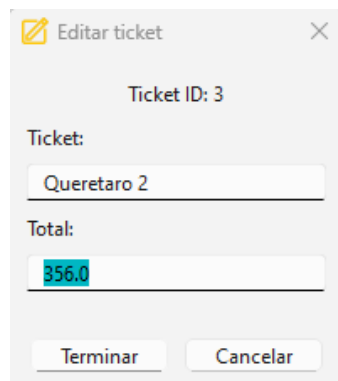 Editar ticket
Ticket ID: 3
Ticket:
Queretaro 2
Total:
356.0
Terminar
Cancelar